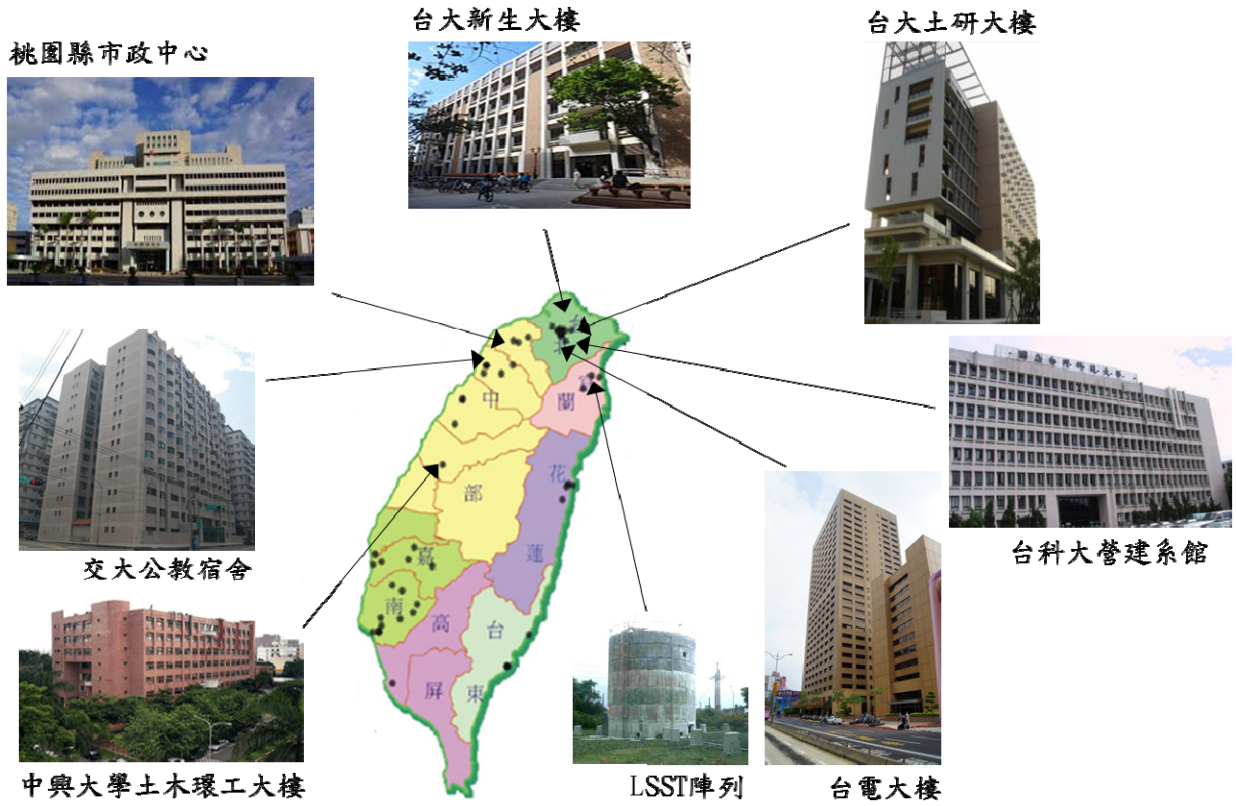 台大新生大樓
台大土研大樓
桃園縣市政中心
台
北
中
蘭
部
花
蓮
嘉
南
高
台
屏
東
交大公教宿舍
台科大營建系館
中興大學土木環工大樓
LSST陣列
台電大樓